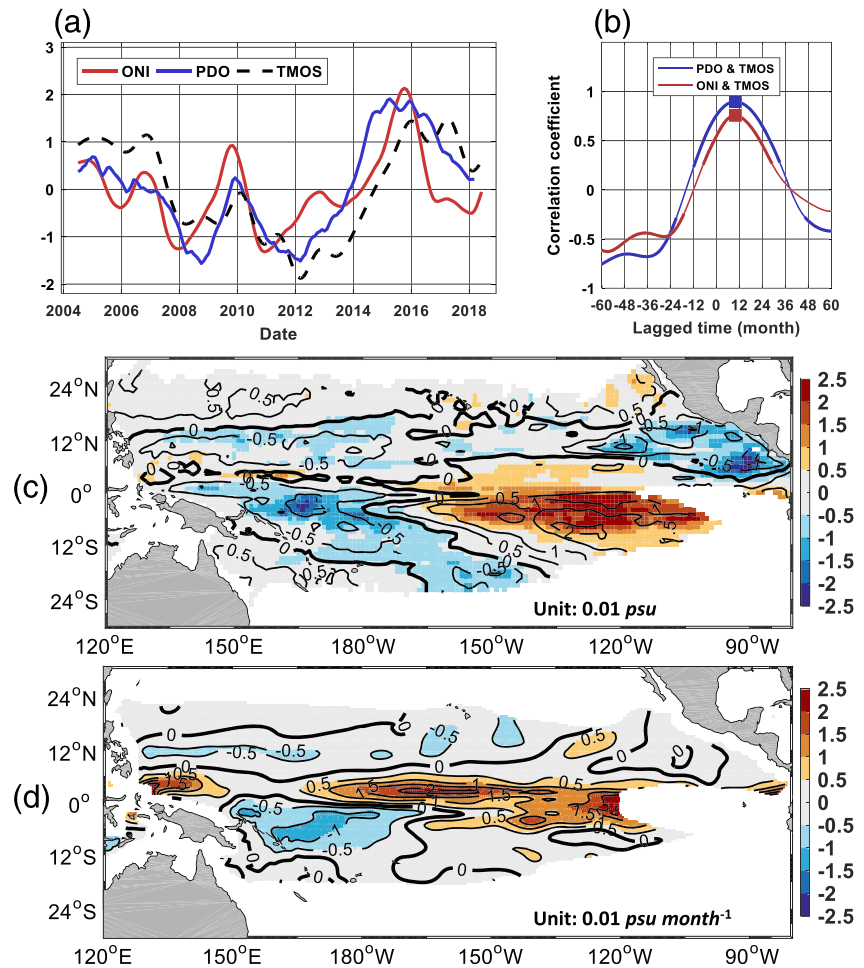 (a)
(b)
ONI PDO TMOS
3
2
1
0
-1
-2
2004 2006 2008 2010 2012 2014 2016 2018
Date
PDO & TMOS
ONI & TMOS
Correlation coefficient
1
0.5
0
-0.5
-1
-60 -48 -36 -24 -12 0 12 24 36 48 60
Lagged time (month)
(c)
24°N
12°N
0°
12°S
24°S
120°E 150°E 180°W 150°W 120°W 90°W
Unit: 0.01 psu
2.5
2
1.5
1
0.5
0
-0.5
-1
-1.5
-2
-2.5
(d)
24°N
12°N
0°
12°S
24°S
120°E 150°E 180°W 150°W 120°W 90°W
Unit: 0.01 psu month-1
2.5
2
1.5
1
0.5
0
-0.5
-1
-1.5
-2
-2.5